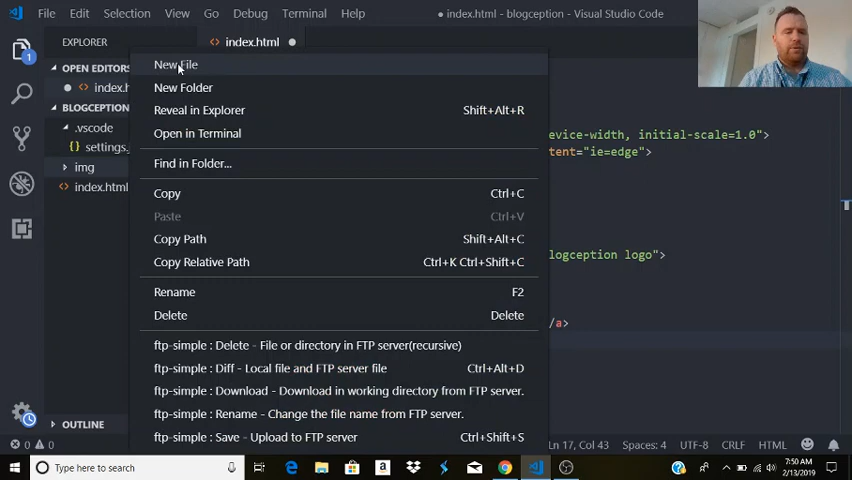 File Edit Selection View Go Debug Terminal Help ● index.html - blogception - Visual Studio Code
EXPLORER
index.html ●
OPEN EDITORS
● <> index.h
BLOGCEPTION
.vscode
{} settings.
img
<> index.html
New File
New Folder
Reveal in Explorer Shift+Alt+R
Open in Terminal
Find in Folder...
Copy Ctrl+C
Paste Ctrl+V
Copy Path Shift+Alt+C
Copy Relative Path Ctrl+K Ctrl+Shift+C
Rename F2
Delete Delete
ftp-simple : Delete - File or directory in FTP server(recursive)
ftp-simple : Diff - Local file and FTP server file Ctrl+Alt+D
ftp-simple : Download - Download in working directory from FTP server.
ftp-simple : Rename - Change the file name from FTP server.
ftp-simple : Save - Upload to FTP server Ctrl+Shift+S
evice-width, initial-scale=1.0">
tent="ie=edge">
logception logo">
/a>
OUTLINE
1
0 0 Ln 17, Col 43 Spaces: 4 UTF-8 CRLF HTML
Type here to search
7:50 AM
2/13/2019